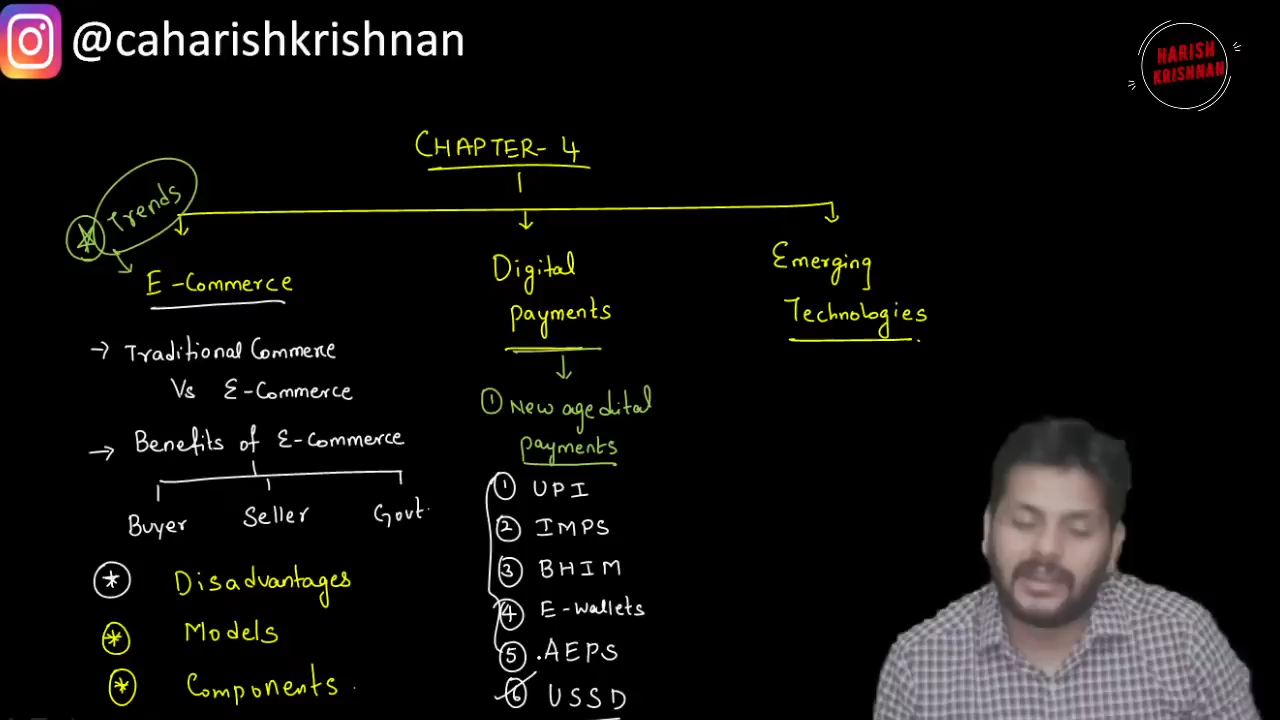 @caharishkrishnan
HARISH
KRISHNAN
CHAPTER- 4
Trends
E-Commerce
→ Traditional Commerce
Vs E-Commerce
→ Benefits of E-Commerce
Buyer Seller Govt.
* Disadvantages
* Models
* Components
Digital
payments
① New age dital
payments
① UPI
② IMPS
③ BHIM
④ E-wallets
⑤ AEPS
⑥ USSD
Emerging
Technologies